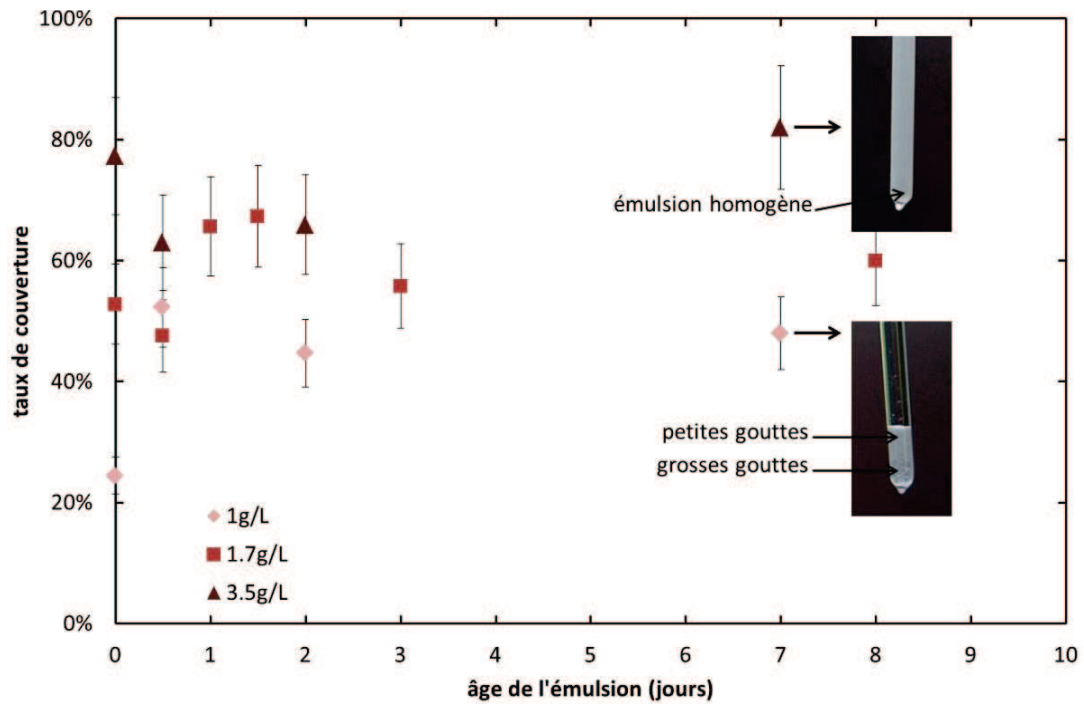 100%
80%
60%
40%
20%
0%
taux de couverture
émulsion homogène
petites gouttes
grosses gouttes
1g/L
1.7g/L
3.5g/L
0 1 2 3 4 5 6 7 8 9 10
âge de l'émulsion (jours)